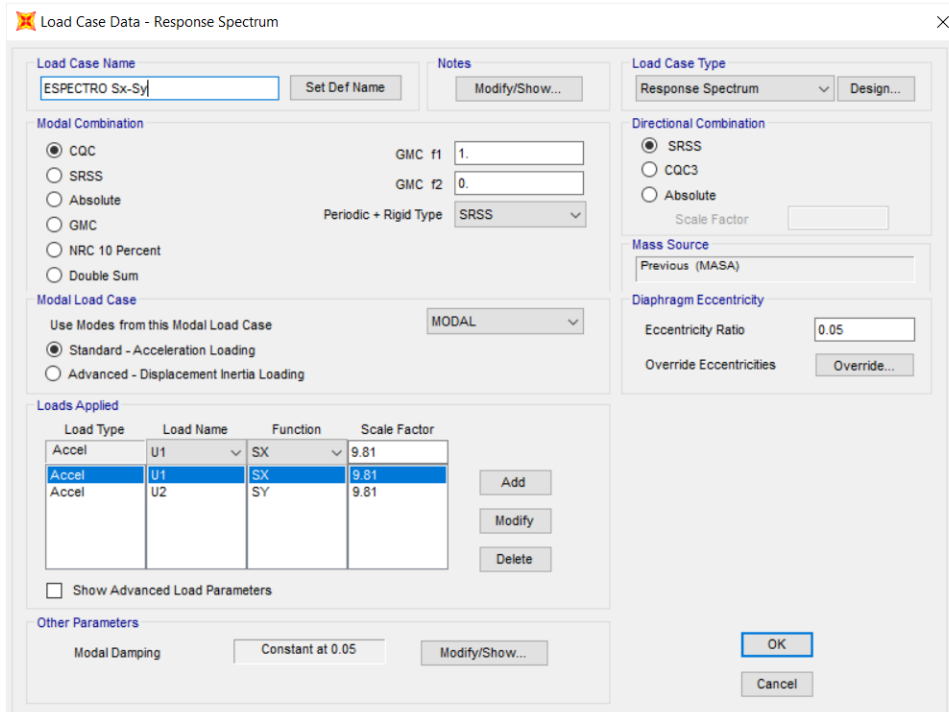 Load Case Data - Response Spectrum
Load Case Name
ESPECTRO Sx-Sy
Set Def Name
Notes
Modify/Show...
Load Case Type
Response Spectrum
Design...
Modal Combination
CQC
SRSS
Absolute
GMC
NRC 10 Percent
Double Sum
GMC f1
1.
GMC f2
0.
Periodic + Rigid Type
SRSS
Directional Combination
SRSS
CQC3
Absolute
Scale Factor
Mass Source
Previous (MASA)
Modal Load Case
Use Modes from this Modal Load Case
MODAL
Standard - Acceleration Loading
Advanced - Displacement Inertia Loading
Diaphragm Eccentricity
Eccentricity Ratio
0.05
Override Eccentricities
Override...
Loads Applied
Load Type Load Name Function Scale Factor
Accel U1 SX 9.81
Accel U1 SX 9.81
Accel U2 SY 9.81
Add
Modify
Delete
Show Advanced Load Parameters
Other Parameters
Modal Damping
Constant at 0.05
Modify/Show...
OK
Cancel